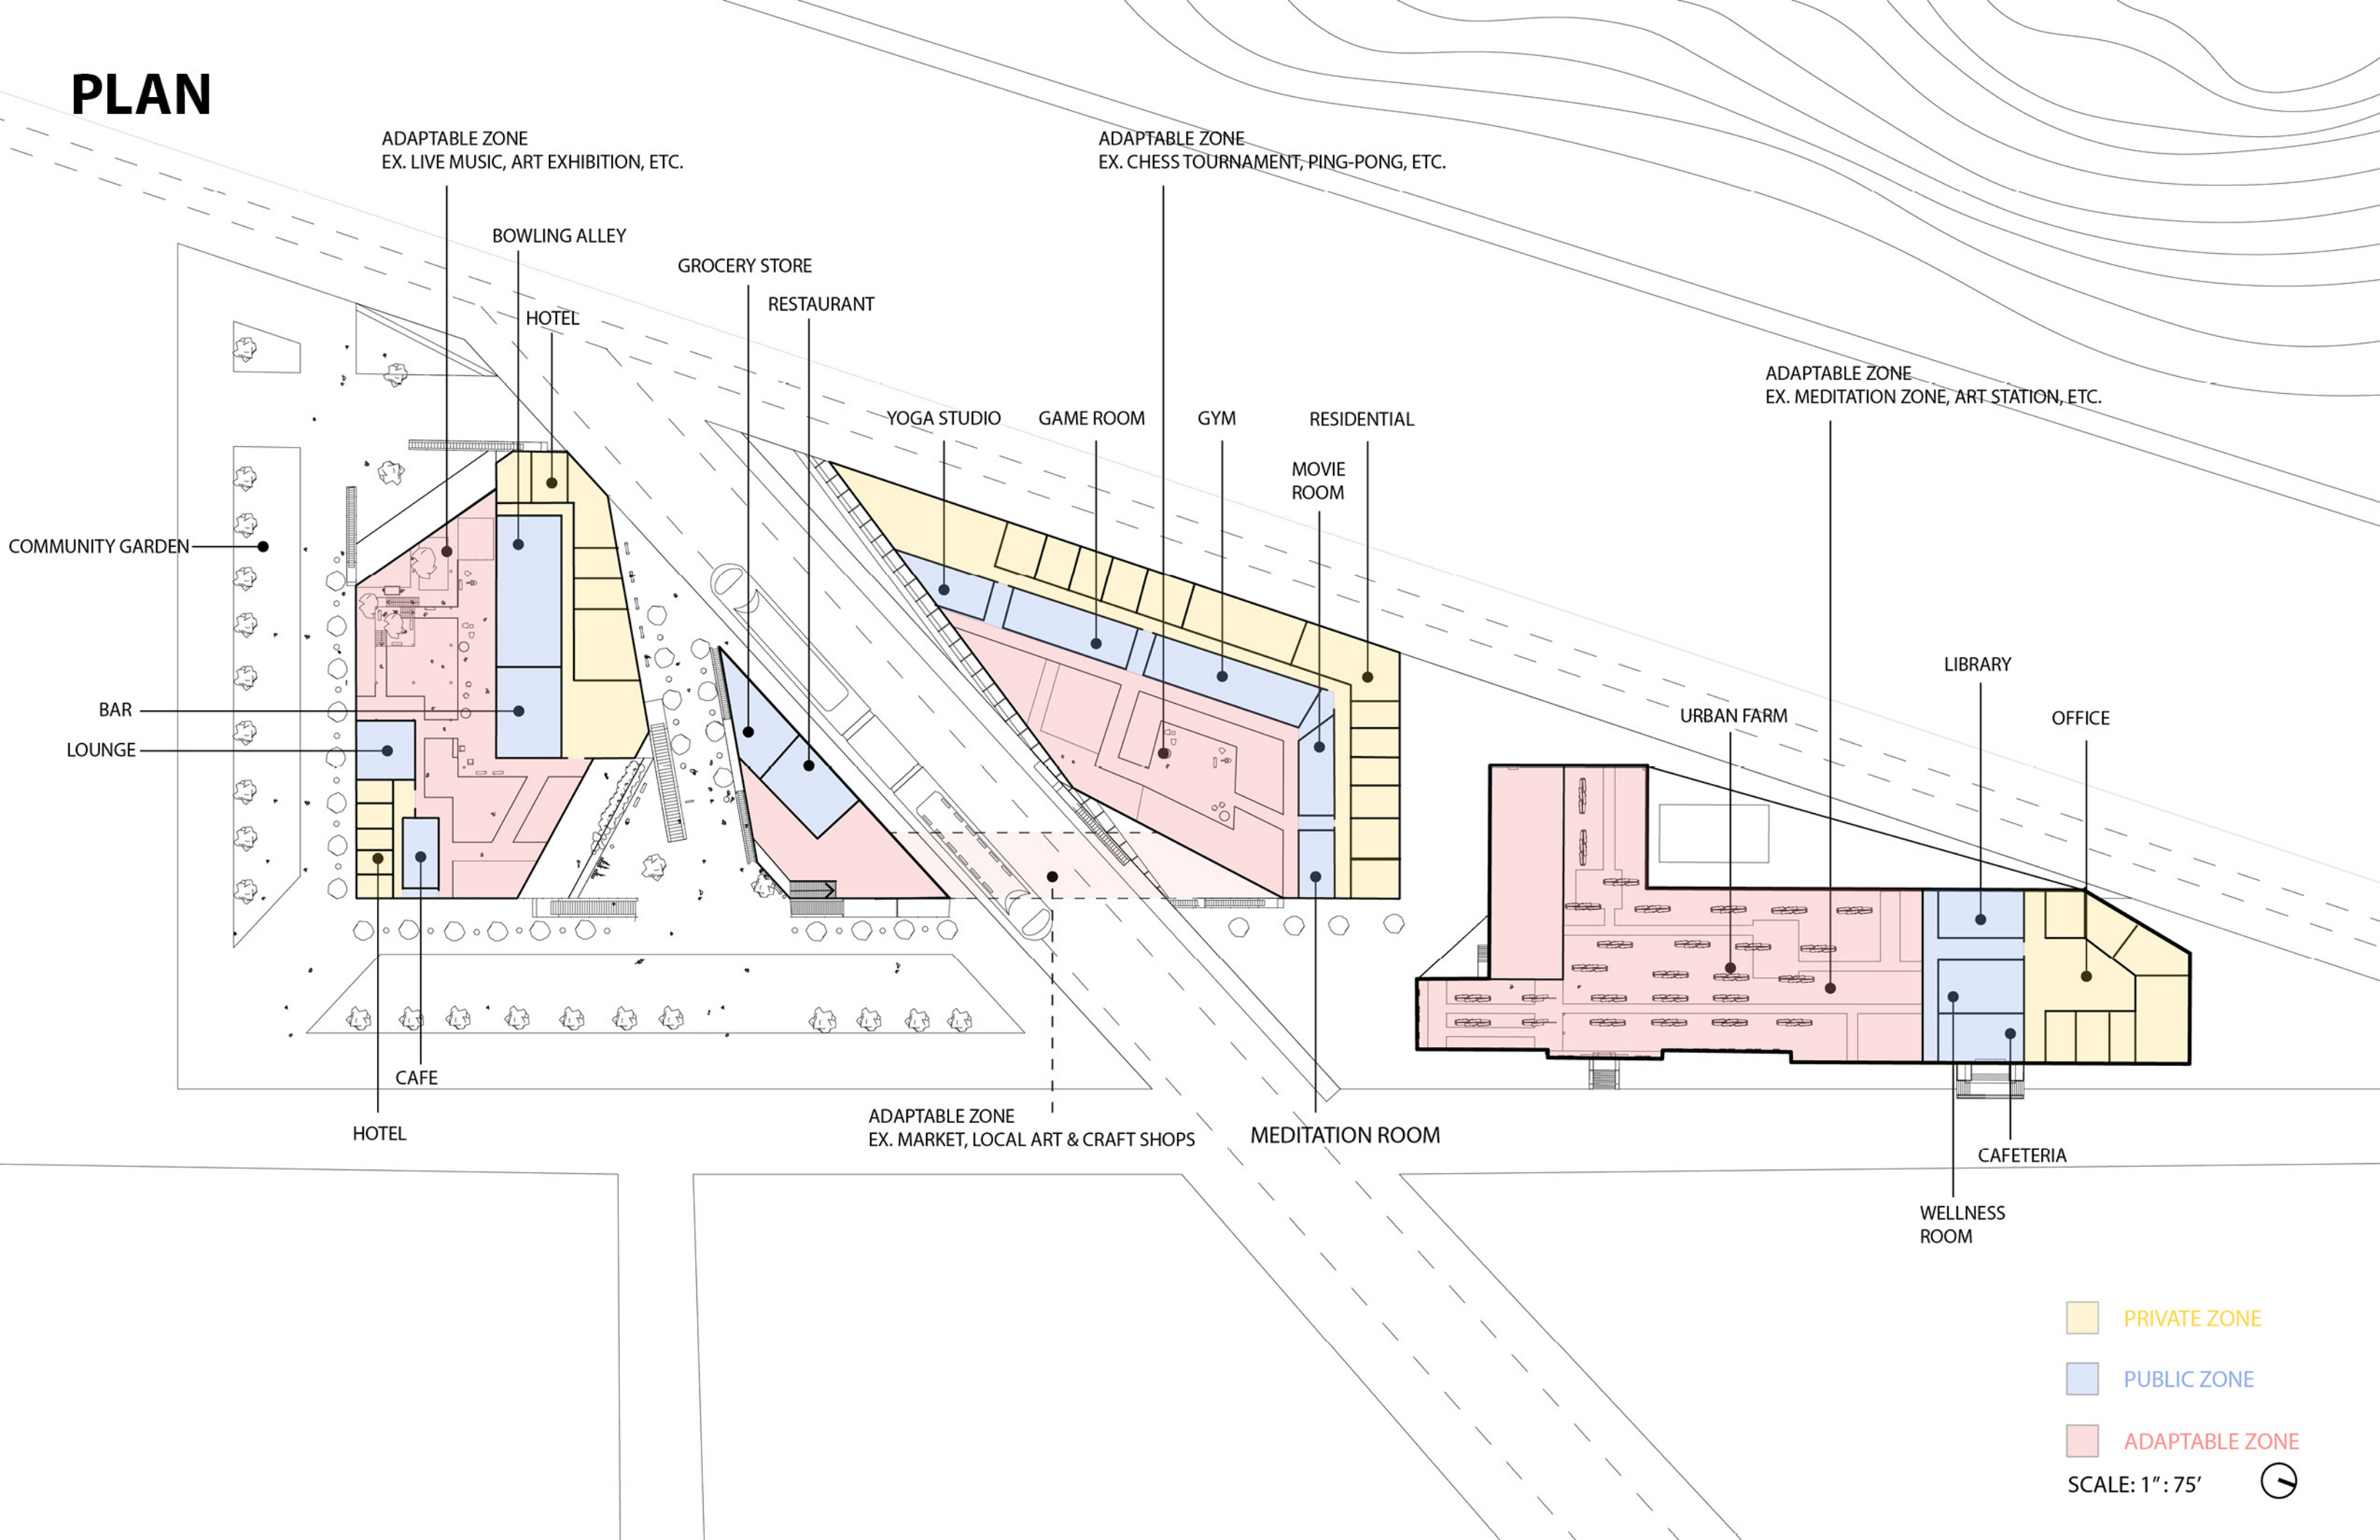 PLAN
ADAPTABLE ZONE
EX. LIVE MUSIC, ART EXHIBITION, ETC.
ADAPTABLE ZONE
EX. CHESS TOURNAMENT, PING-PONG, ETC.
BOWLING ALLEY
GROCERY STORE
RESTAURANT
HOTEL
ADAPTABLE ZONE
EX. MEDITATION ZONE, ART STATION, ETC.
YOGA STUDIO
GAME ROOM
GYM
RESIDENTIAL
MOVIE
ROOM
COMMUNITY GARDEN
LIBRARY
BAR
URBAN FARM
OFFICE
LOUNGE
CAFE
HOTEL
ADAPTABLE ZONE
EX. MARKET, LOCAL ART & CRAFT SHOPS
MEDITATION ROOM
CAFETERIA
WELLNESS
ROOM
PRIVATE ZONE
PUBLIC ZONE
ADAPTABLE ZONE
SCALE: 1” : 75’